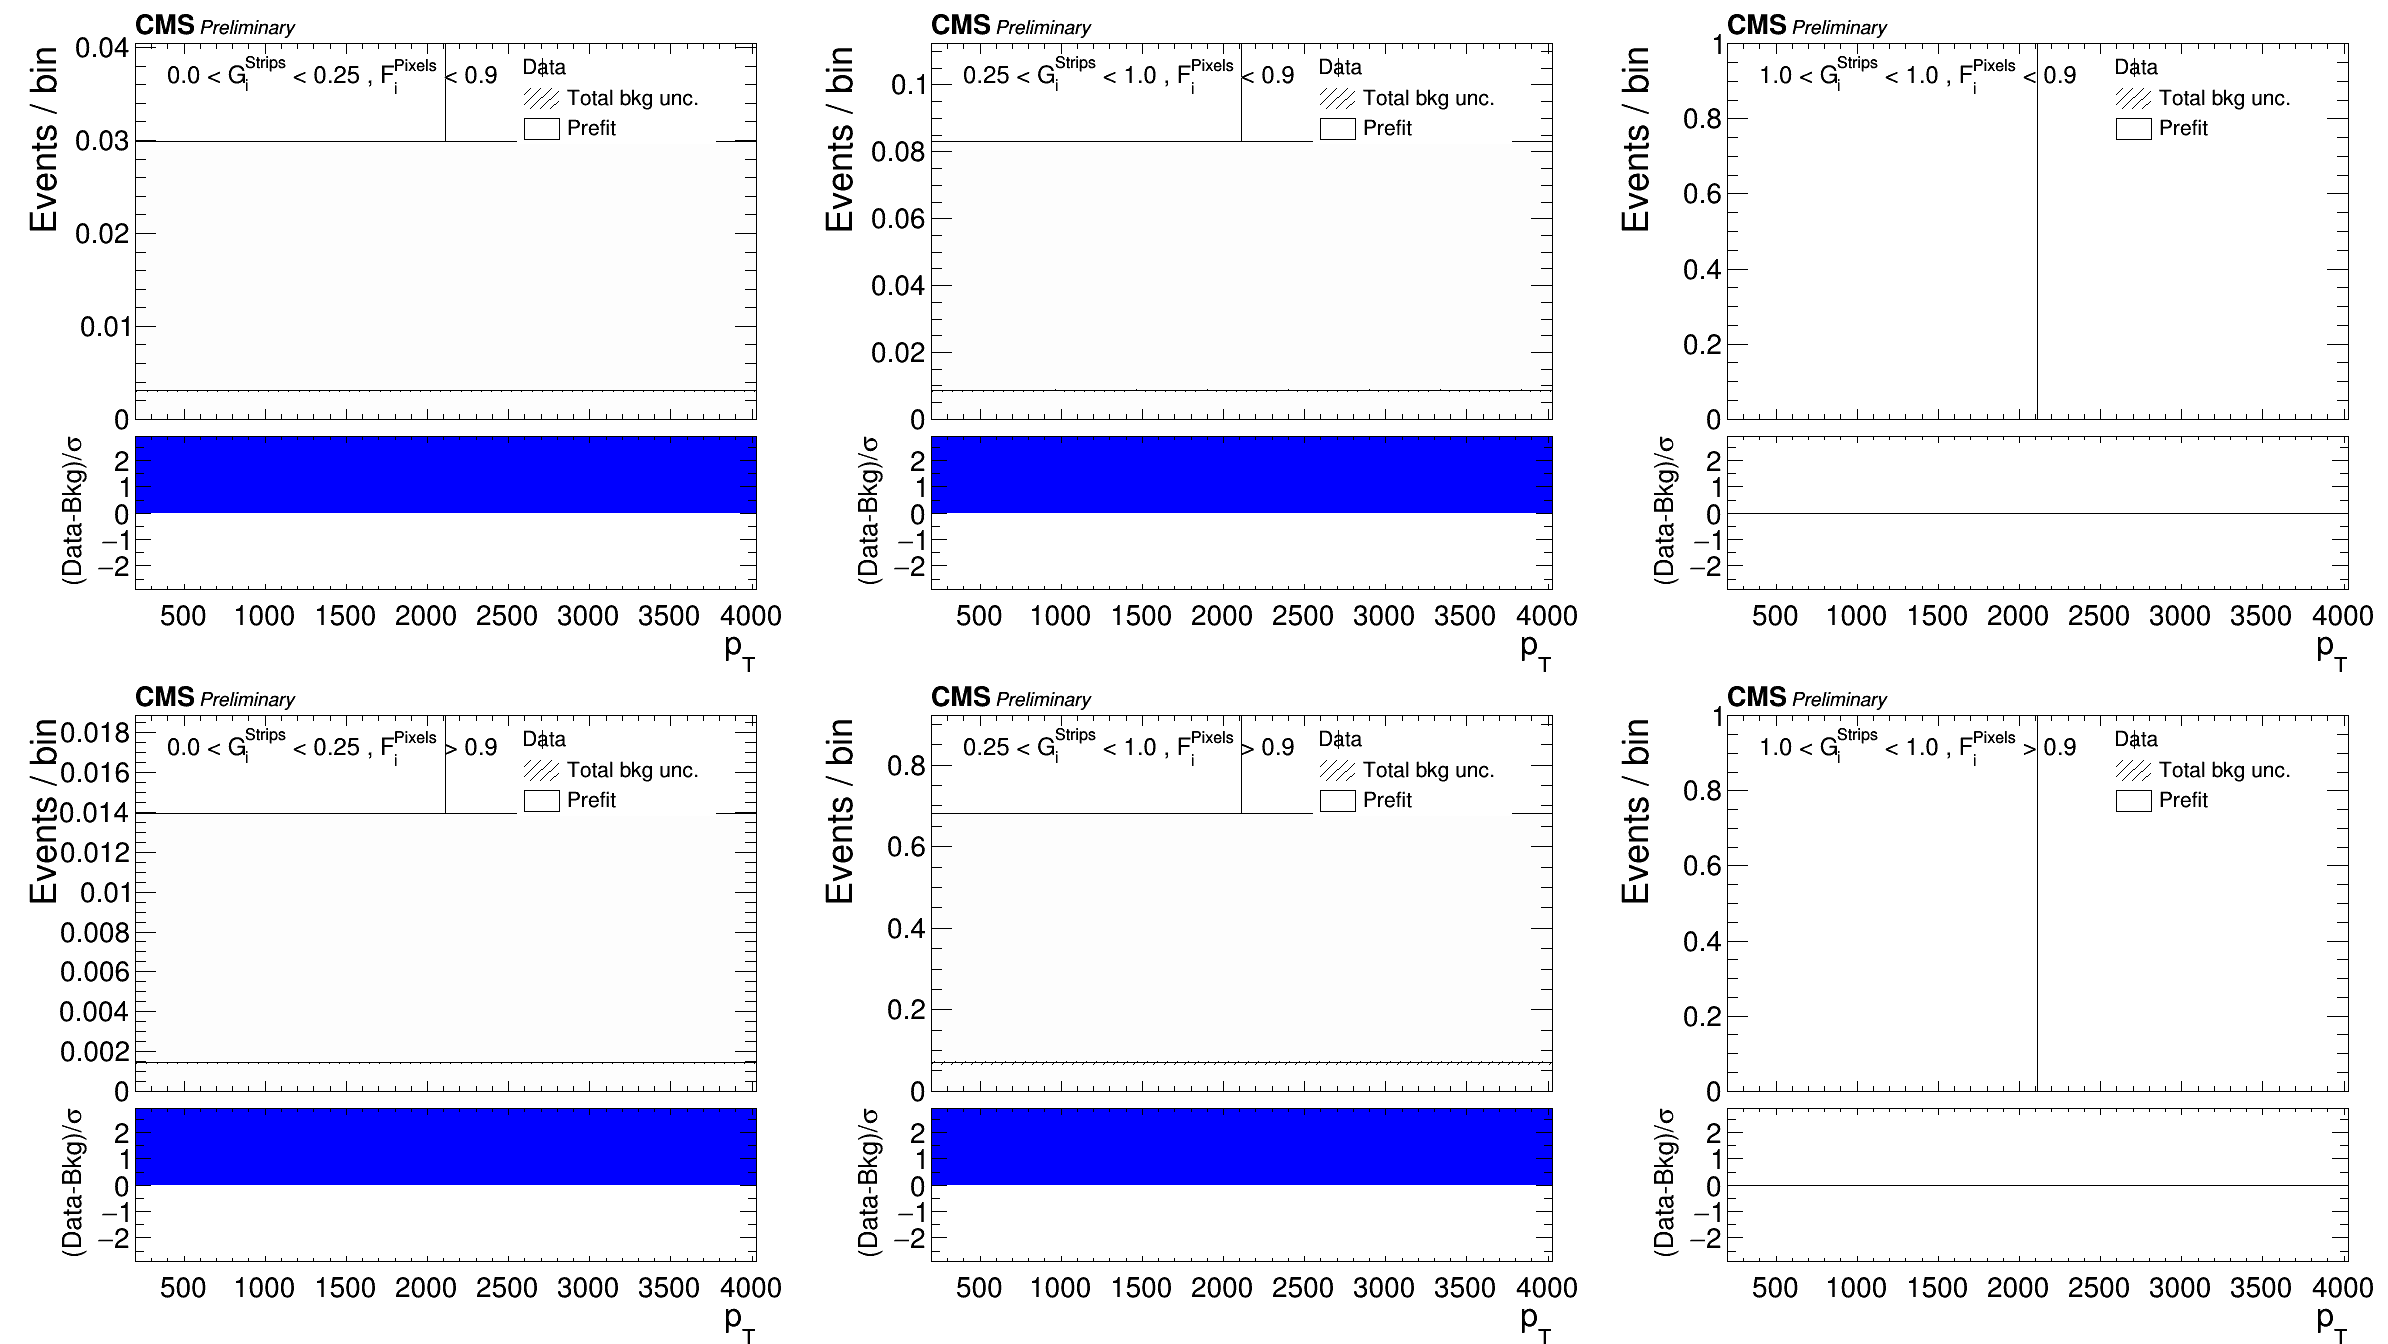 CMS Preliminary
Events / bin
0.0 < G_i^Strips < 0.25 , F_i^Pixels < 0.9
Data
Total bkg unc.
Prefit
0.04
0.03
0.02
0.01
0
(Data-Bkg)/σ
2
1
0
−1
−2
500 1000 1500 2000 2500 3000 3500 4000
p_T
CMS Preliminary
Events / bin
0.25 < G_i^Strips < 1.0 , F_i^Pixels < 0.9
Data
Total bkg unc.
Prefit
0.1
0.08
0.06
0.04
0.02
0
(Data-Bkg)/σ
2
1
0
−1
−2
500 1000 1500 2000 2500 3000 3500 4000
p_T
CMS Preliminary
Events / bin
1.0 < G_i^Strips < 1.0 , F_i^Pixels < 0.9
Data
Total bkg unc.
Prefit
1
0.8
0.6
0.4
0.2
0
(Data-Bkg)/σ
2
1
0
−1
−2
500 1000 1500 2000 2500 3000 3500 4000
p_T
CMS Preliminary
Events / bin
0.0 < G_i^Strips < 0.25 , F_i^Pixels > 0.9
Data
Total bkg unc.
Prefit
0.018
0.016
0.014
0.012
0.01
0.008
0.006
0.004
0.002
0
(Data-Bkg)/σ
2
1
0
−1
−2
500 1000 1500 2000 2500 3000 3500 4000
p_T
CMS Preliminary
Events / bin
0.25 < G_i^Strips < 1.0 , F_i^Pixels > 0.9
Data
Total bkg unc.
Prefit
0.8
0.6
0.4
0.2
0
(Data-Bkg)/σ
2
1
0
−1
−2
500 1000 1500 2000 2500 3000 3500 4000
p_T
CMS Preliminary
Events / bin
1.0 < G_i^Strips < 1.0 , F_i^Pixels > 0.9
Data
Total bkg unc.
Prefit
1
0.8
0.6
0.4
0.2
0
(Data-Bkg)/σ
2
1
0
−1
−2
500 1000 1500 2000 2500 3000 3500 4000
p_T